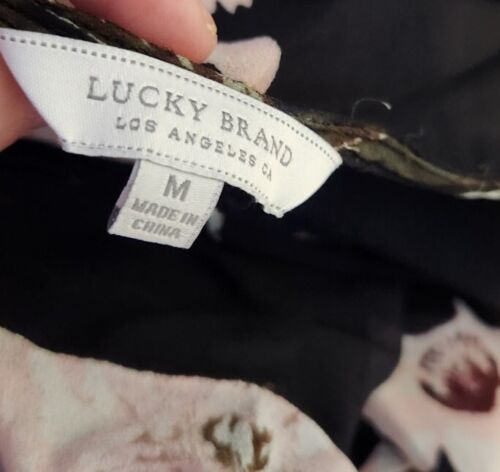 LUCKY BRAND
LOS ANGELES CA
M
MADE IN
CHINA